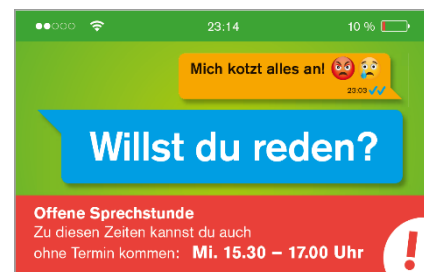 23:14
10 %
Mich kotzt alles an! 😡 😢
23:03
Willst du reden?
Offene Sprechstunde
Zu diesen Zeiten kannst du auch
ohne Termin kommen: Mi. 15.30 – 17.00 Uhr
!